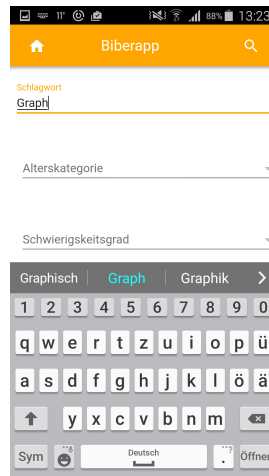 11° 88% 13:23
Biberapp
Schlagwort
Graph
Alterskategorie
Schwierigkeitsgrad
Graphisch Graph Graphik
1 2 3 4 5 6 7 8 9 0
q w e r t z u i o p ü
a s d f g h j k l ö ä
y x c v b n m
Sym Deutsch . ,? Öffnen